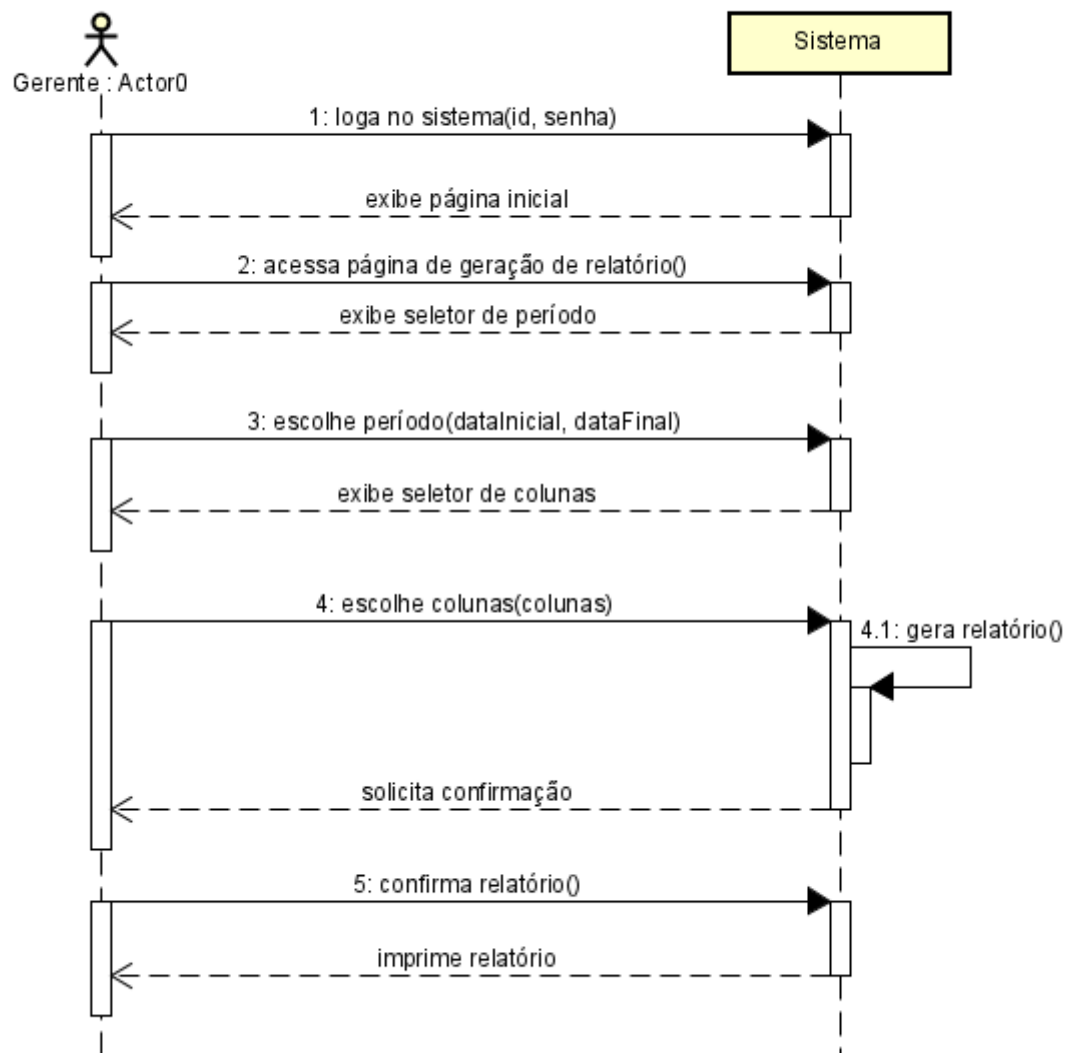 Sistema
Gerente : Actor0
1: loga no sistema(id, senha)
exibe página inicial
2: acessa página de geração de relatório()
exibe seletor de período
3: escolhe período(dataInicial, dataFinal)
exibe seletor de colunas
4: escolhe colunas(colunas)
4.1: gera relatório()
solicita confirmação
5: confirma relatório()
imprime relatório